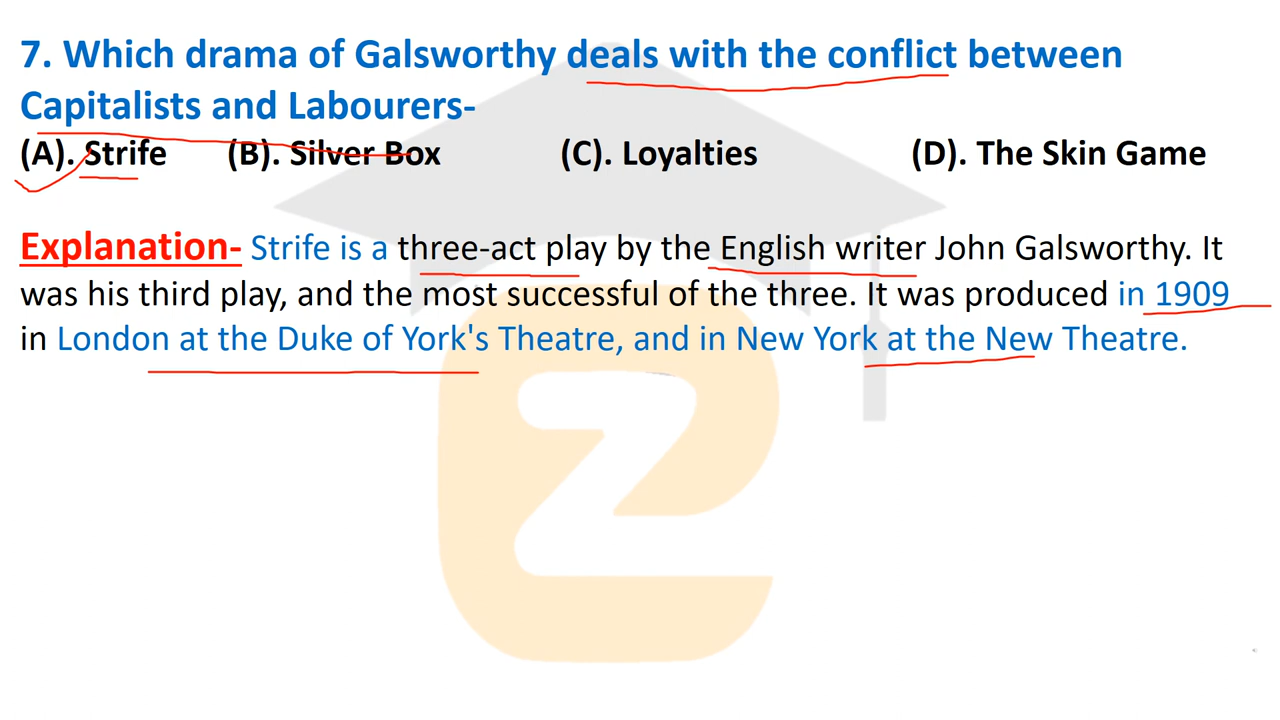 7. Which drama of Galsworthy deals with the conflict between
Capitalists and Labourers-
(A). Strife (B). Silver Box (C). Loyalties (D). The Skin Game
Explanation- Strife is a three-act play by the English writer John Galsworthy. It
was his third play, and the most successful of the three. It was produced in 1909
in London at the Duke of York's Theatre, and in New York at the New Theatre.